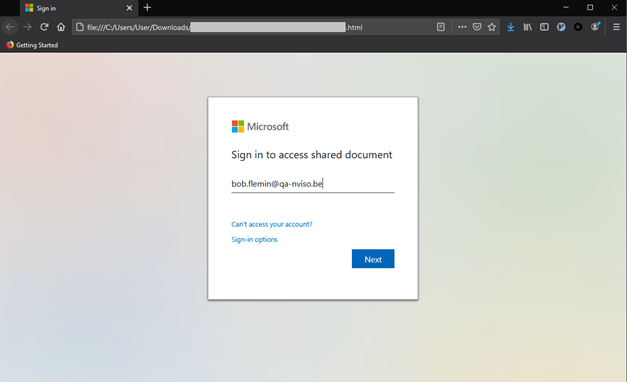 Sign in
file:///C:/Users/User/Downloads/ .html
Getting Started
Microsoft
Sign in to access shared document
bob.flemin@qa-nviso.be
Can't access your account?
Sign-in options
Next